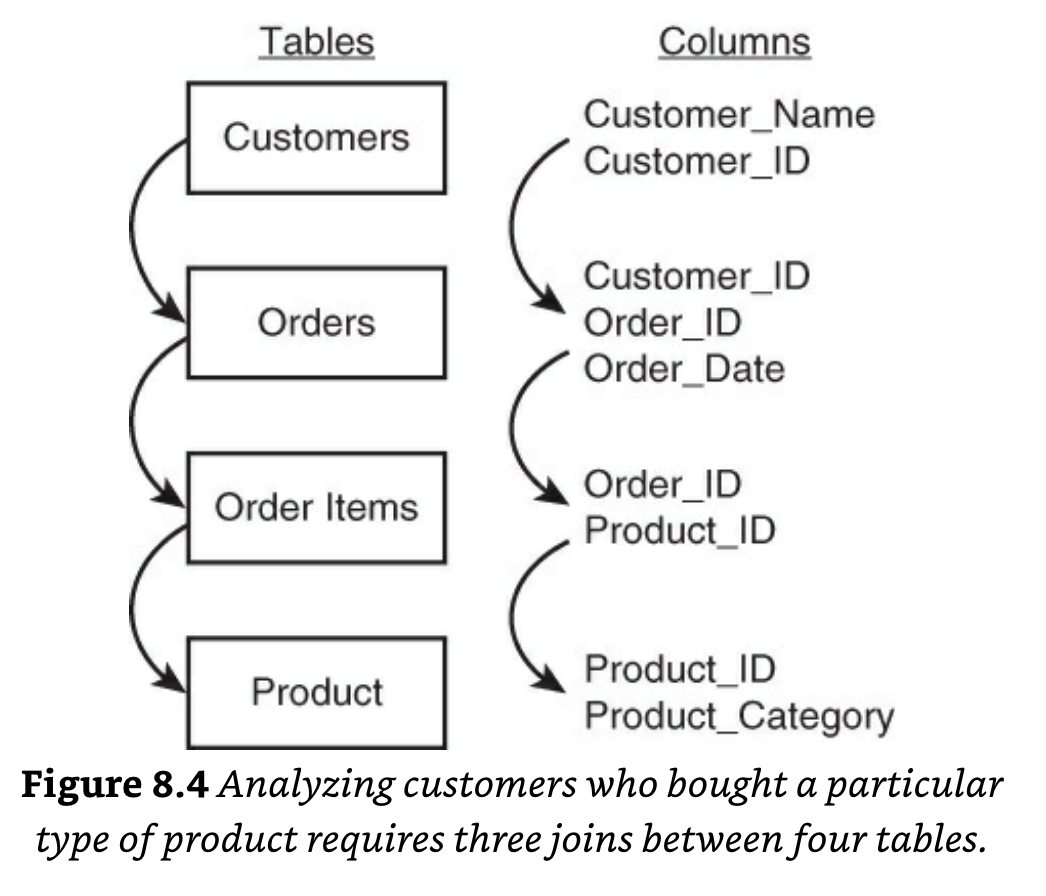 Tables
Columns
Customers
Customer_Name
Customer_ID
Orders
Customer_ID
Order_ID
Order_Date
Order Items
Order_ID
Product_ID
Product
Product_ID
Product_Category
Figure 8.4 Analyzing customers who bought a particular
type of product requires three joins between four tables.